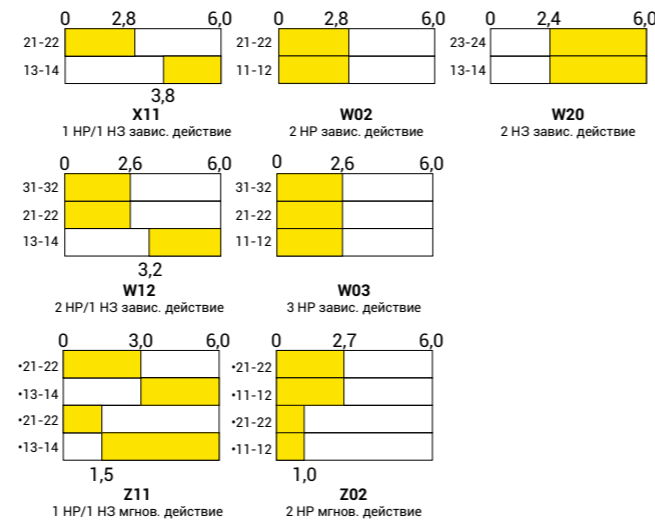 0 2,8 6,0
21-22
13-14
3,8
X11
1 НР/1 НЗ завис. действие
0 2,8 6,0
21-22
11-12
W02
2 НР завис. действие
0 2,4 6,0
23-24
13-14
W20
2 НЗ завис. действие
0 2,6 6,0
31-32
21-22
13-14
3,2
W12
2 НР/1 НЗ завис. действие
0 2,6 6,0
31-32
21-22
11-12
W03
3 НР завис. действие
0 3,0 6,0
•21-22
•13-14
•21-22
•13-14
1,5
Z11
1 НР/1 НЗ мгнов. действие
0 2,7 6,0
•21-22
•11-12
•21-22
•11-12
1,0
Z02
2 НР мгнов. действие